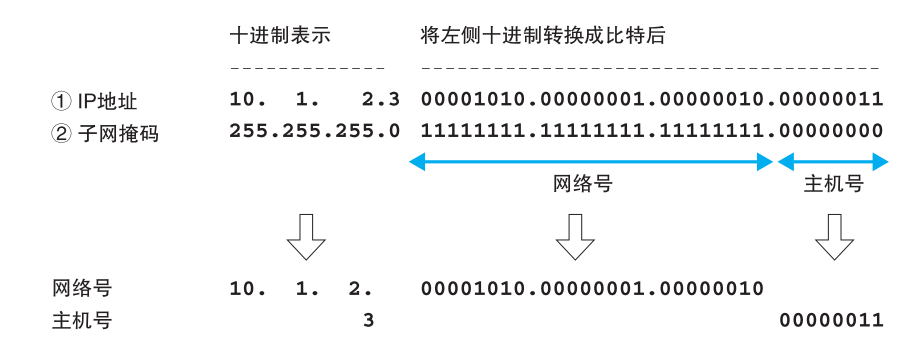 十进制表示 将左侧十进制转换成比特后
① IP地址 10. 1. 2.3 00001010.00000001.00000010.00000011
② 子网掩码 255.255.255.0 11111111.11111111.11111111.00000000
网络号 主机号
网络号 10. 1. 2. 00001010.00000001.00000010
主机号 3 00000011